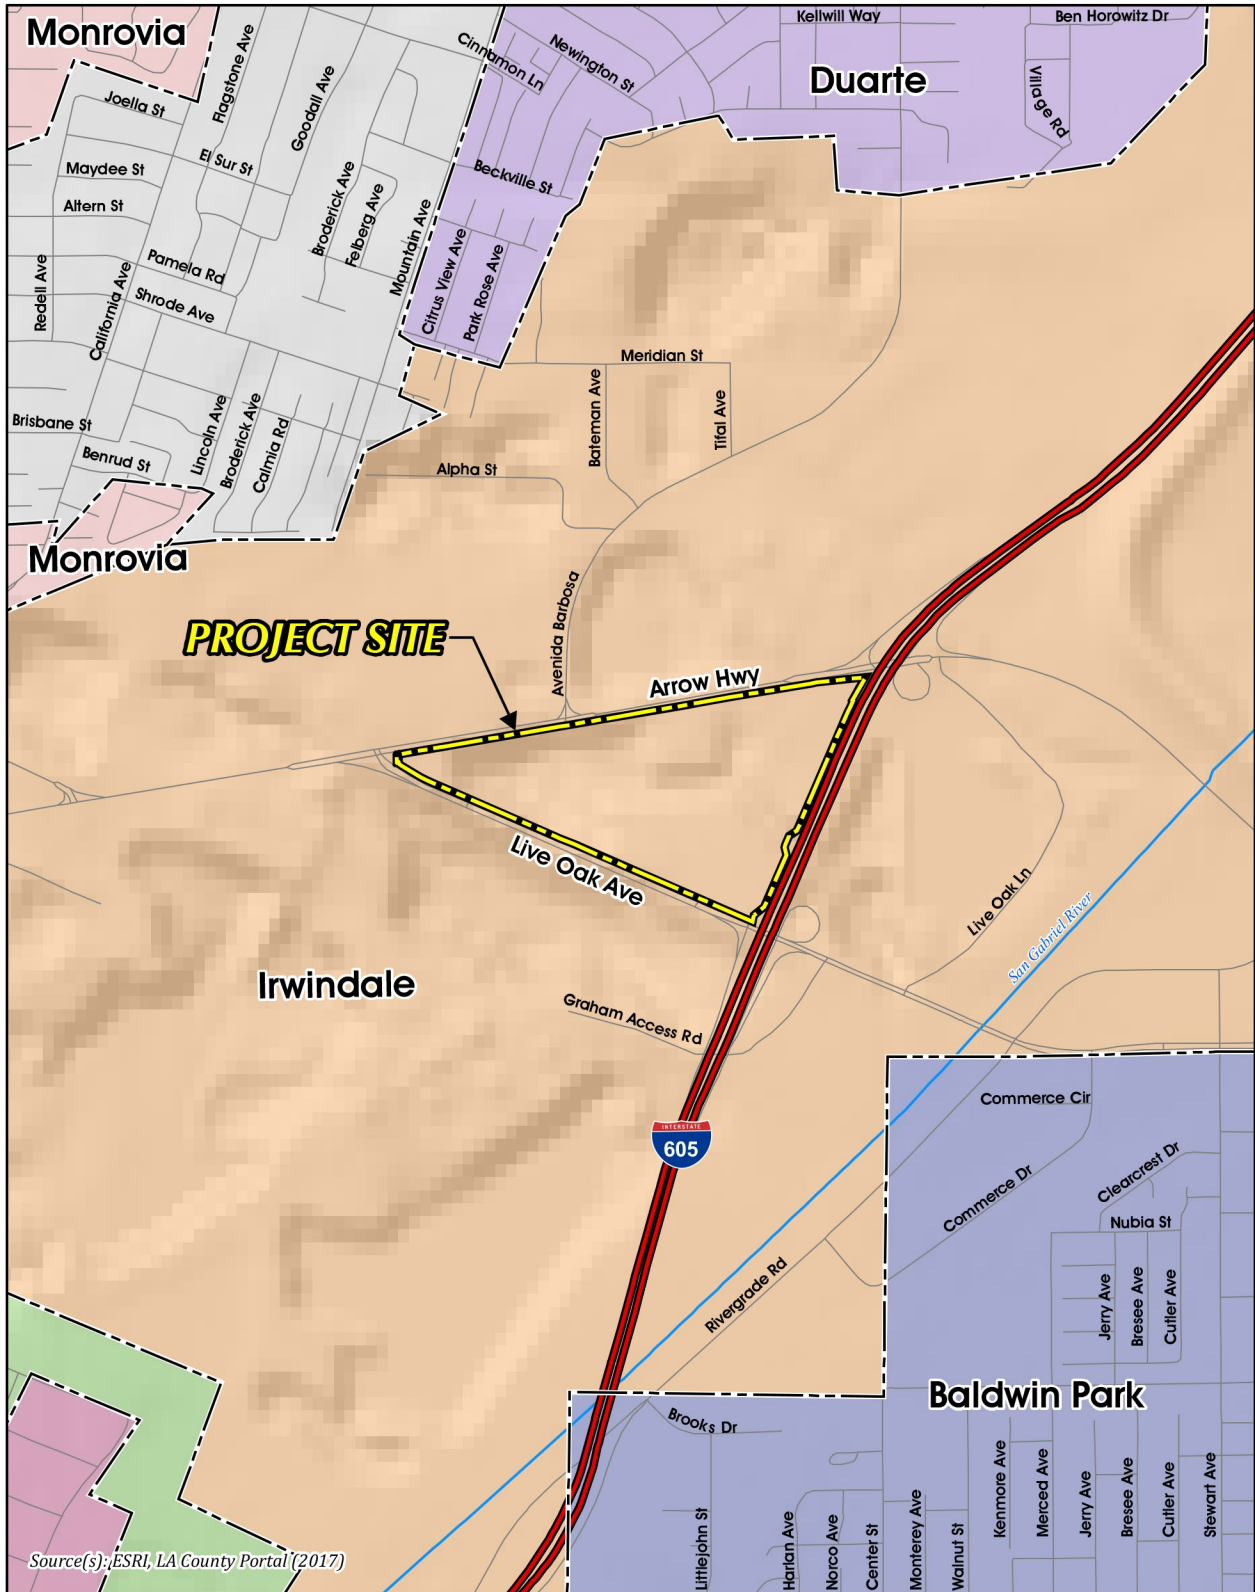 Monrovia
Kellwill Way
Ben Horowitz Dr
Flagstone Ave
Cinnamon Ln
Newington St
Duarte
Goodall Ave
Village Rd
Joella St
El Sur St
Maydee St
Beckville St
Altern St
Broderick Ave
Felberg Ave
Mountain Ave
Citrus View Ave
Park Rose Ave
Pamela Rd
Redell Ave
California Ave
Shrode Ave
Meridian St
Bateman Ave
Tifal Ave
Brisbane St
Lincoln Ave
Broderick Ave
Calmia Rd
Benrud St
Alpha St
Monrovia
Avenida Barbosa
PROJECT SITE
Arrow Hwy
Live Oak Ave
Live Oak Ln
San Gabriel River
Irwindale
Graham Access Rd
INTERSTATE
605
Commerce Cir
Commerce Dr
Clearcrest Dr
Nubia St
Jerry Ave
Bresee Ave
Cutler Ave
Rivergrade Rd
Baldwin Park
Brooks Dr
Littlejohn St
Harlan Ave
Norco Ave
Center St
Monterey Ave
Walnut St
Kenmore Ave
Merced Ave
Jerry Ave
Bresee Ave
Cutler Ave
Stewart Ave
Source(s): ESRI, LA County Portal (2017)